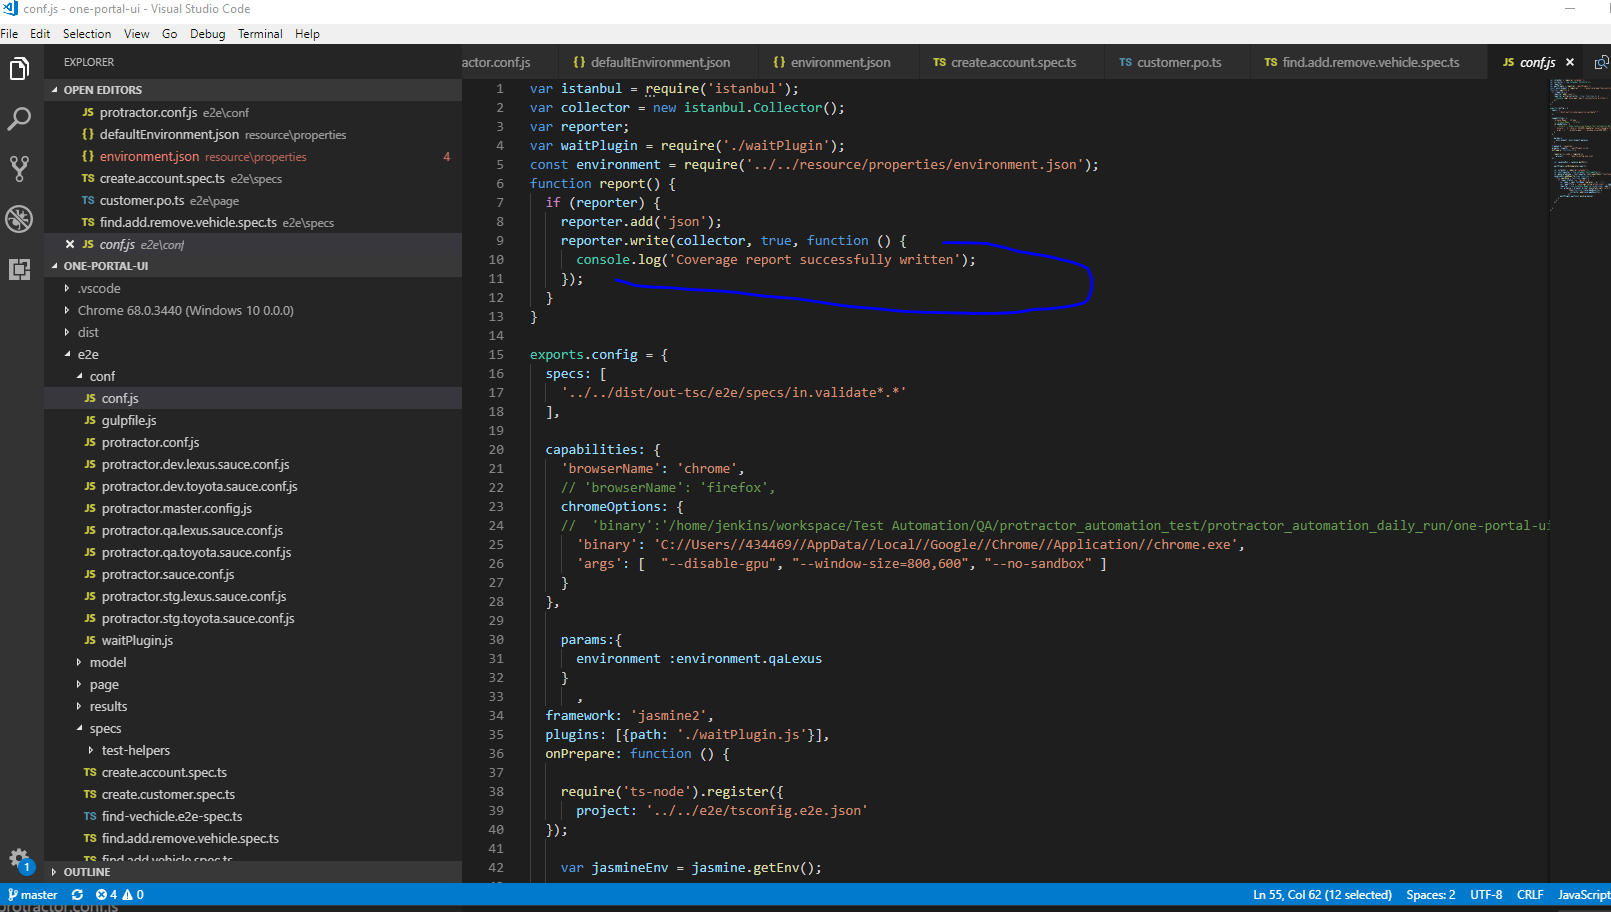 conf.js - one-portal-ui - Visual Studio Code
File Edit Selection View Go Debug Terminal Help
EXPLORER
actor.conf.js {} defaultEnvironment.json {} environment.json TS create.account.spec.ts TS customer.po.ts TS find.add.remove.vehicle.spec.ts JS conf.js ×
OPEN EDITORS
JS protractor.conf.js e2e\conf
{} defaultEnvironment.json resource\properties
{} environment.json resource\properties 4
TS create.account.spec.ts e2e\specs
TS customer.po.ts e2e\page
TS find.add.remove.vehicle.spec.ts e2e\specs
× JS conf.js e2e\conf
ONE-PORTAL-UI
.vscode
Chrome 68.0.3440 (Windows 10 0.0.0)
dist
e2e
conf
JS conf.js
JS gulpfile.js
JS protractor.conf.js
JS protractor.dev.lexus.sauce.conf.js
JS protractor.dev.toyota.sauce.conf.js
JS protractor.master.config.js
JS protractor.qa.lexus.sauce.conf.js
JS protractor.qa.toyota.sauce.conf.js
JS protractor.sauce.conf.js
JS protractor.stg.lexus.sauce.conf.js
JS protractor.stg.toyota.sauce.conf.js
JS waitPlugin.js
model
page
results
specs
test-helpers
TS create.account.spec.ts
TS create.customer.spec.ts
TS find-vechicle.e2e-spec.ts
TS find.add.remove.vehicle.spec.ts
TS find.add.vehicle.spec.ts
OUTLINE
1 var istanbul = require('istanbul');
2 var collector = new istanbul.Collector();
3 var reporter;
4 var waitPlugin = require('./waitPlugin');
5 const environment = require('../../resource/properties/environment.json');
6 function report() {
7 if (reporter) {
8 reporter.add('json');
9 reporter.write(collector, true, function () {
10 console.log('Coverage report successfully written');
11 });
12 }
13 }
14
15 exports.config = {
16 specs: [
17 '../../dist/out-tsc/e2e/specs/in.validate*.*'
18 ],
19
20 capabilities: {
21 'browserName': 'chrome',
22 // 'browserName': 'firefox',
23 chromeOptions: {
24 // 'binary':'/home/jenkins/workspace/Test Automation/QA/protractor_automation_test/protractor_automation_daily_run/one-portal-ui
25 'binary': 'C://Users//434469//AppData//Local//Google//Chrome//Application//chrome.exe',
26 'args': [ "--disable-gpu", "--window-size=800,600", "--no-sandbox" ]
27 }
28 },
29
30 params:{
31 environment :environment.qaLexus
32 }
33 ,
34 framework: 'jasmine2',
35 plugins: [{path: './waitPlugin.js'}],
36 onPrepare: function () {
37
38 require('ts-node').register({
39 project: '../../e2e/tsconfig.e2e.json'
40 });
41
42 var jasmineEnv = jasmine.getEnv();
1
master 4 0 Ln 55, Col 62 (12 selected) Spaces: 2 UTF-8 CRLF JavaScript
protractor.conf.js